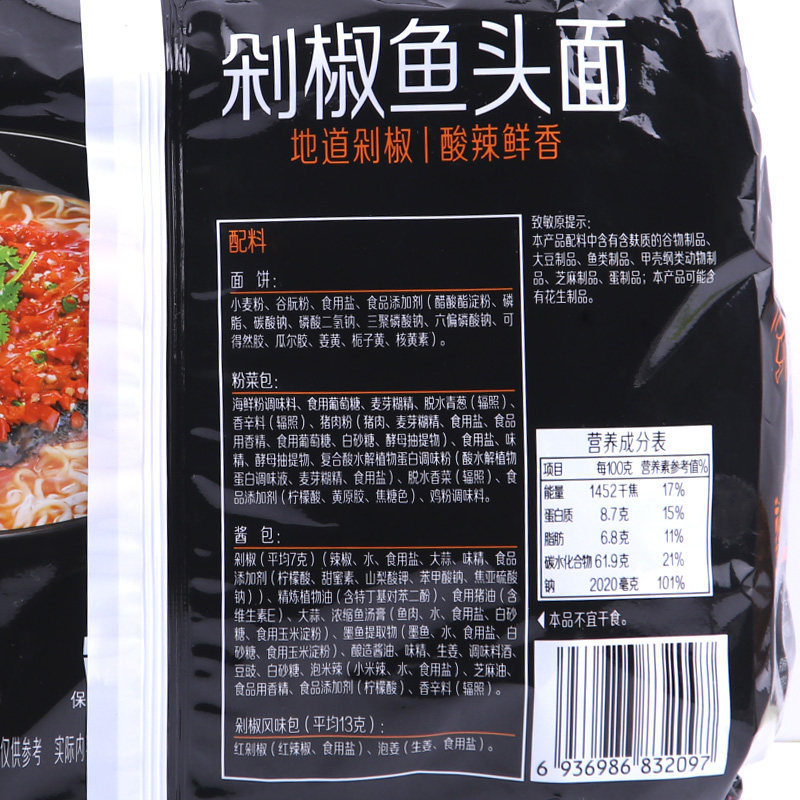 剁椒鱼头面
地道剁椒|酸辣鲜香
配料
面 饼：
小麦粉、谷朊粉、食用盐、食品添加剂（醋酸酯淀粉、磷
脂、碳酸钠、磷酸二氢钠、三聚磷酸钠、六偏磷酸钠、可
得然胶、瓜尔胶、姜黄、栀子黄、核黄素）。
粉菜包：
海鲜粉调味料、食用葡萄糖、麦芽糊精、脱水青葱（辐照）、
香辛料（辐照）、猪肉粉（猪肉、麦芽糊精、食用盐、食品
用香精、食用葡萄糖、白砂糖、酵母抽提物）、食用盐、味
精、酵母抽提物、复合酸水解植物蛋白调味粉（酸水解植物
蛋白调味液、麦芽糊精、食用盐）、脱水香菜（辐照）、食
品添加剂（柠檬酸、黄原胶、焦糖色）、鸡粉调味料。
酱 包：
剁椒（平均7克）（辣椒、水、食用盐、大蒜、味精、食品
添加剂（柠檬酸、甜蜜素、山梨酸钾、苯甲酸钠、焦亚硫酸
钠））、精炼植物油（含特丁基对苯二酚）、食用猪油（含
维生素E）、大蒜、浓缩鱼汤膏（鱼肉、水、食用盐、白砂
糖、食用玉米淀粉）、墨鱼提取物（墨鱼、水、食用盐、白
砂糖、食用玉米淀粉）、酿造酱油、味精、生姜、调味料酒、
豆豉、白砂糖、泡米辣（小米辣、水、食用盐）、芝麻油、
食品用香精、食品添加剂（柠檬酸）、香辛料（辐照）。
剁椒风味包（平均13克）：
红剁椒（红辣椒、食用盐）、泡姜（生姜、食用盐）。
致敏原提示：
本产品配料中含有含麸质的谷物制品、
大豆制品、鱼类制品、甲壳纲类动物制
品、芝麻制品、蛋制品；本产品可能含
有花生制品。
营养成分表
项目 每100克 营养素参考值%
能量 1452千焦 17%
蛋白质 8.7克 15%
脂肪 6.8克 11%
碳水化合物 61.9克 21%
钠 2020毫克 101%
本品不宜干食。
6 936986 832097
保
仅供参考 实际内